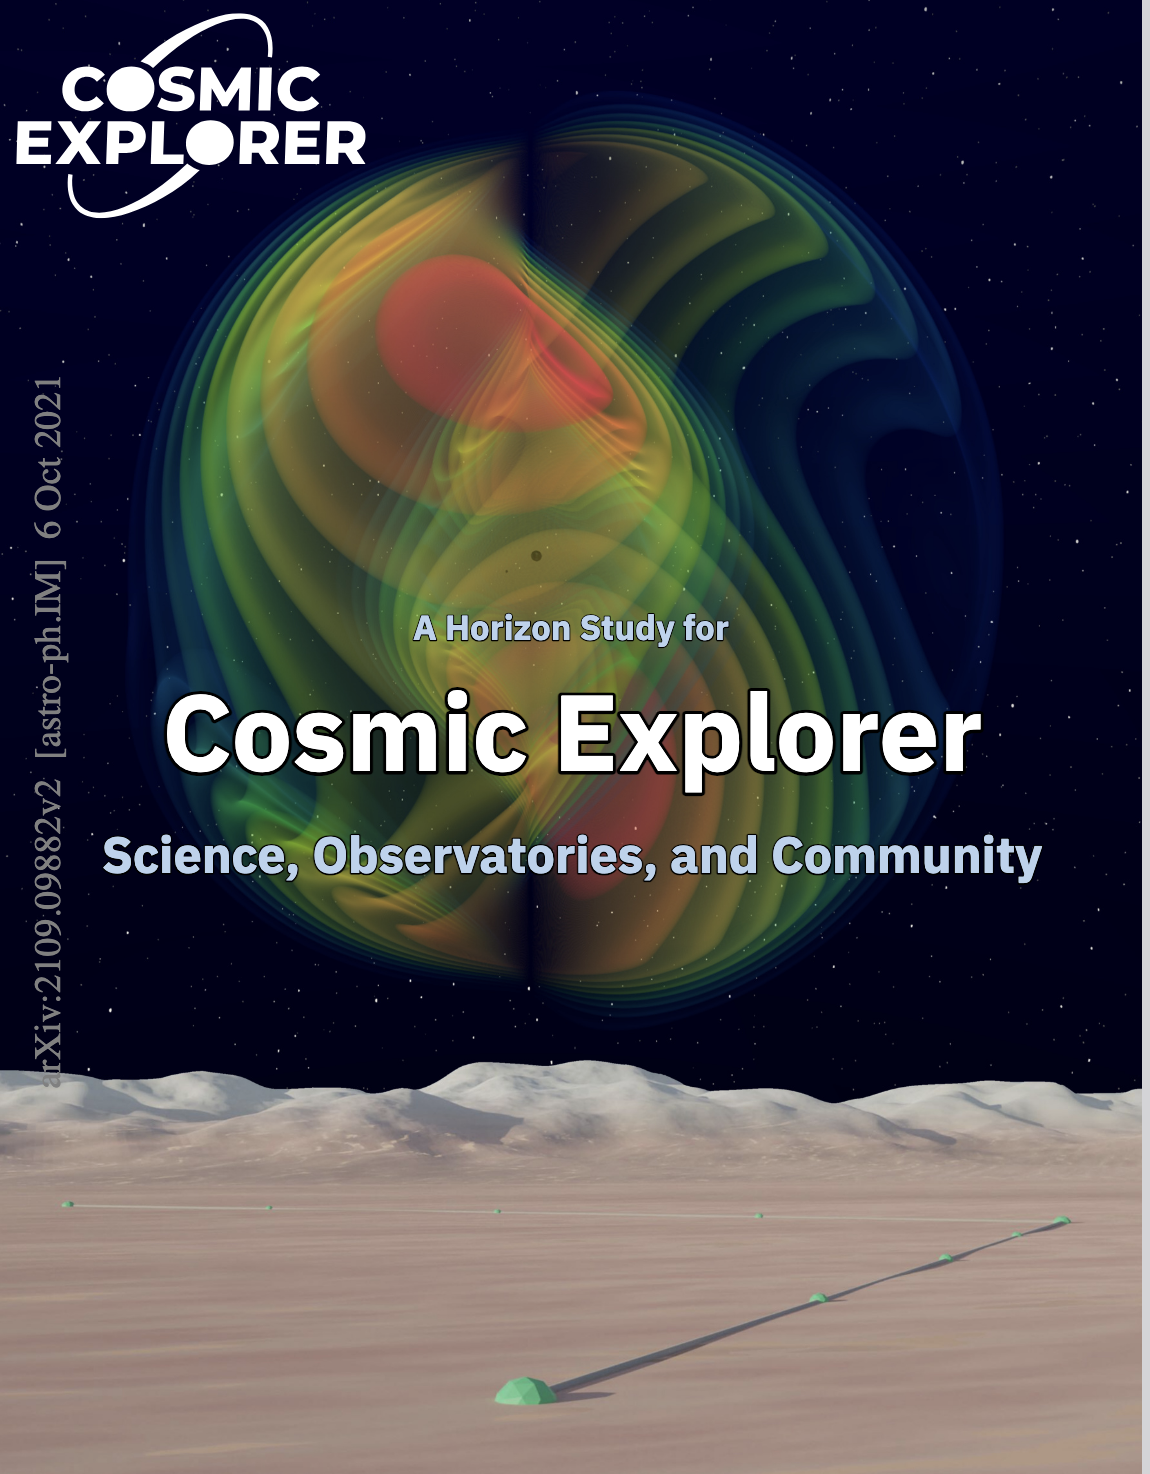 COSMIC
EXPLORER
arXiv:2109.09882v2 [astro-ph.IM] 6 Oct 2021
A Horizon Study for
Cosmic Explorer
Science, Observatories, and Community